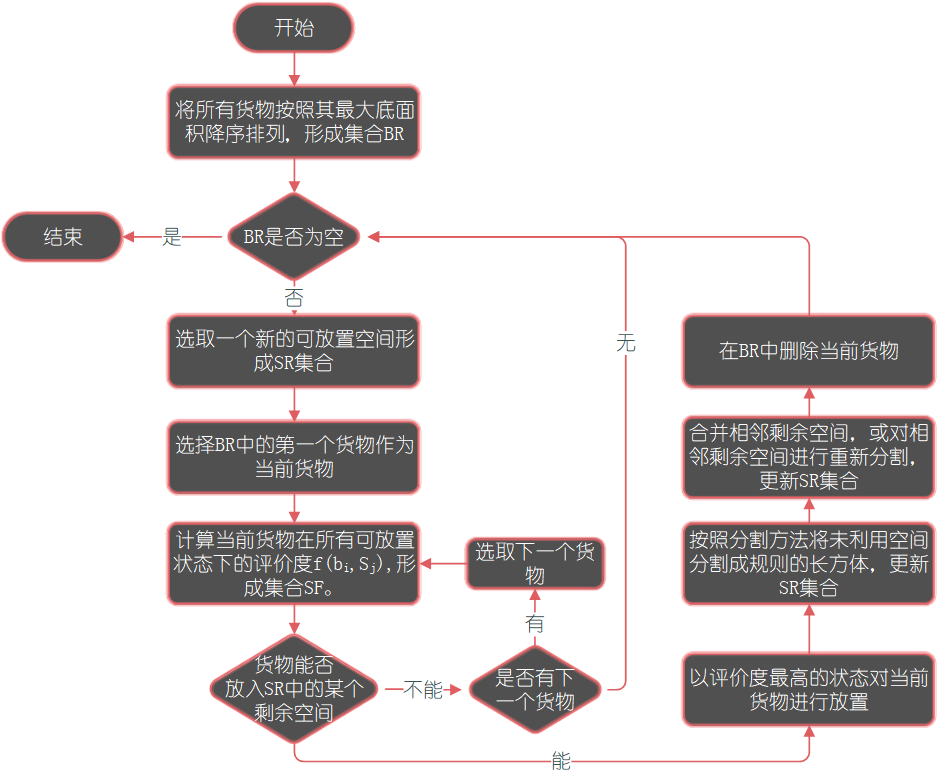 开始
将所有货物按照其最大底面
积降序排列，形成集合BR
结束
是
BR是否为空
否
选取一个新的可放置空间形
成SR集合
选择BR中的第一个货物作为
当前货物
计算当前货物在所有可放置
状态下的评价度f(bi,Sj),形
成集合SF。
选取下一个货
物
有
货物能否
放入SR中的某个
剩余空间
不能
是否有下
一个货物
无
能
以评价度最高的状态对当前
货物进行放置
按照分割方法将未利用空间
分割成规则的长方体，更新
SR集合
合并相邻剩余空间，或对相
邻剩余空间进行重新分割，
更新SR集合
在BR中删除当前货物